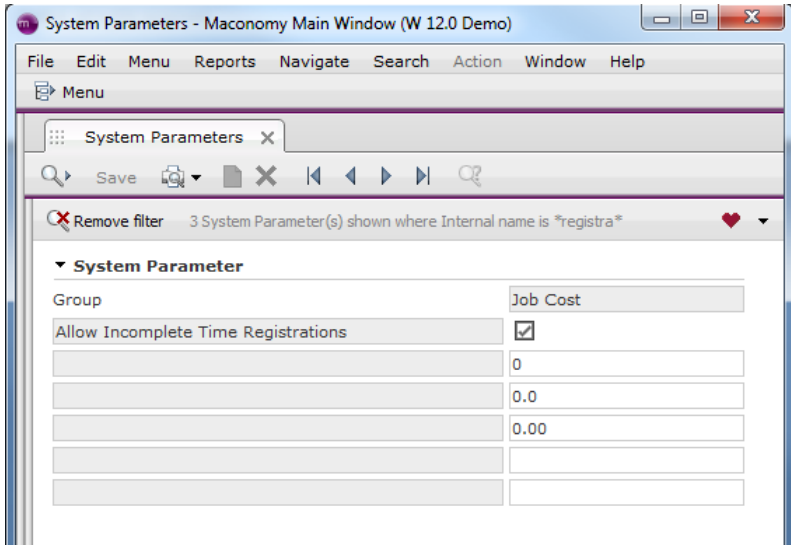 System Parameters - Maconomy Main Window (W 12.0 Demo)
File Edit Menu Reports Navigate Search Action Window Help
Menu
System Parameters
Save
Remove filter 3 System Parameter(s) shown where Internal name is *registra*
System Parameter
Group Job Cost
Allow Incomplete Time Registrations
0
0.0
0.00